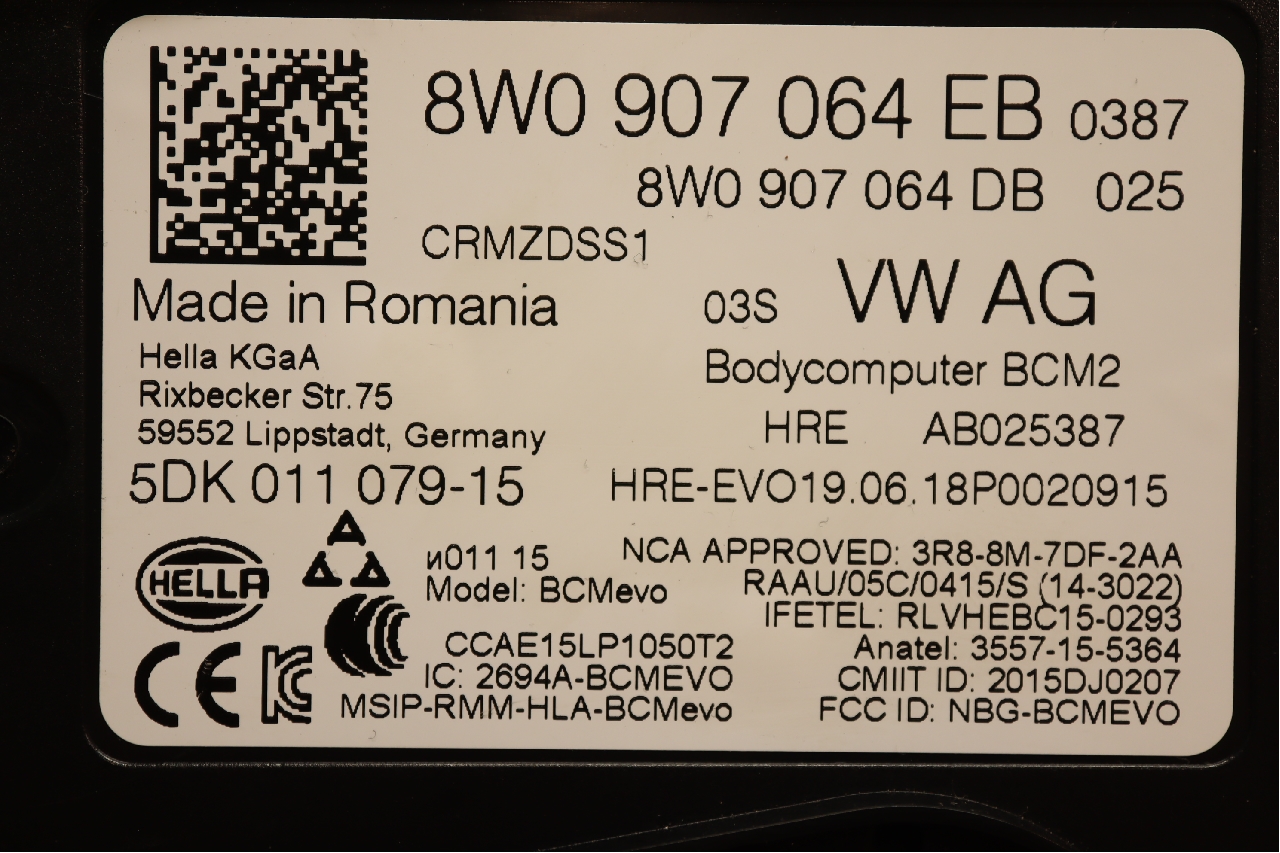 8W0 907 064 EB 0387
8W0 907 064 DB 025
CRMZDSS1
Made in Romania
03S VW AG
Hella KGaA
Rixbecker Str.75
59552 Lippstadt, Germany
Bodycomputer BCM2
HRE AB025387
5DK 011 079-15
HRE-EVO19.06.18P0020915
HELLA
и011 15
Model: BCMevo
NCA APPROVED: 3R8-8M-7DF-2AA
RAAU/05C/0415/S (14-3022)
IFETEL: RLVHEBC15-0293
CCAE15LP1050T2
Anatel: 3557-15-5364
IC: 2694A-BCMEVO
CMIIT ID: 2015DJ0207
CE
MSIP-RMM-HLA-BCMevo
FCC ID: NBG-BCMEVO